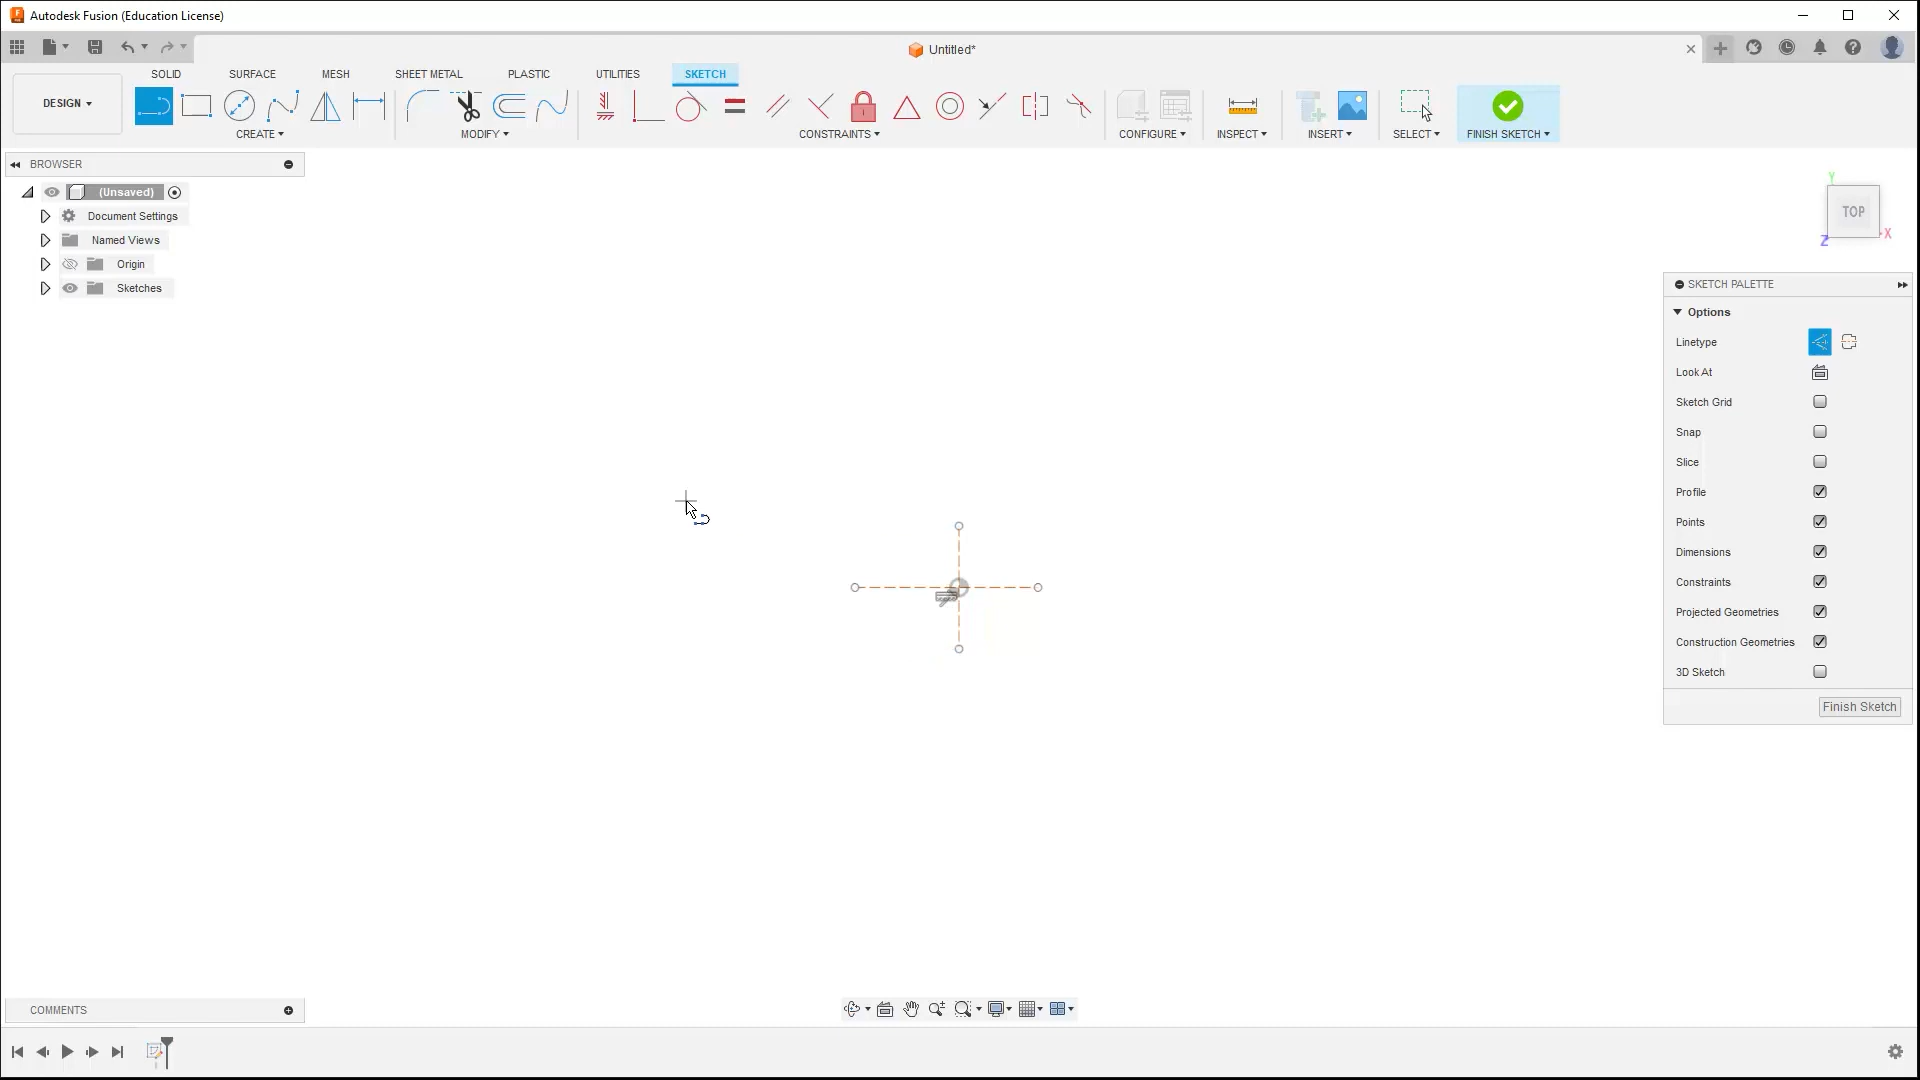 Autodesk Fusion (Education License)
Untitled*
SOLID
SURFACE
MESH
SHEET METAL
PLASTIC
UTILITIES
SKETCH
DESIGN
CREATE
MODIFY
CONSTRAINTS
CONFIGURE
INSPECT
INSERT
SELECT
FINISH SKETCH
BROWSER
(Unsaved)
Document Settings
Named Views
Origin
Sketches
Y
TOP
X
Z
SKETCH PALETTE
Options
Linetype
Look At
Sketch Grid
Snap
Slice
Profile
Points
Dimensions
Constraints
Projected Geometries
Construction Geometries
3D Sketch
Finish Sketch
COMMENTS